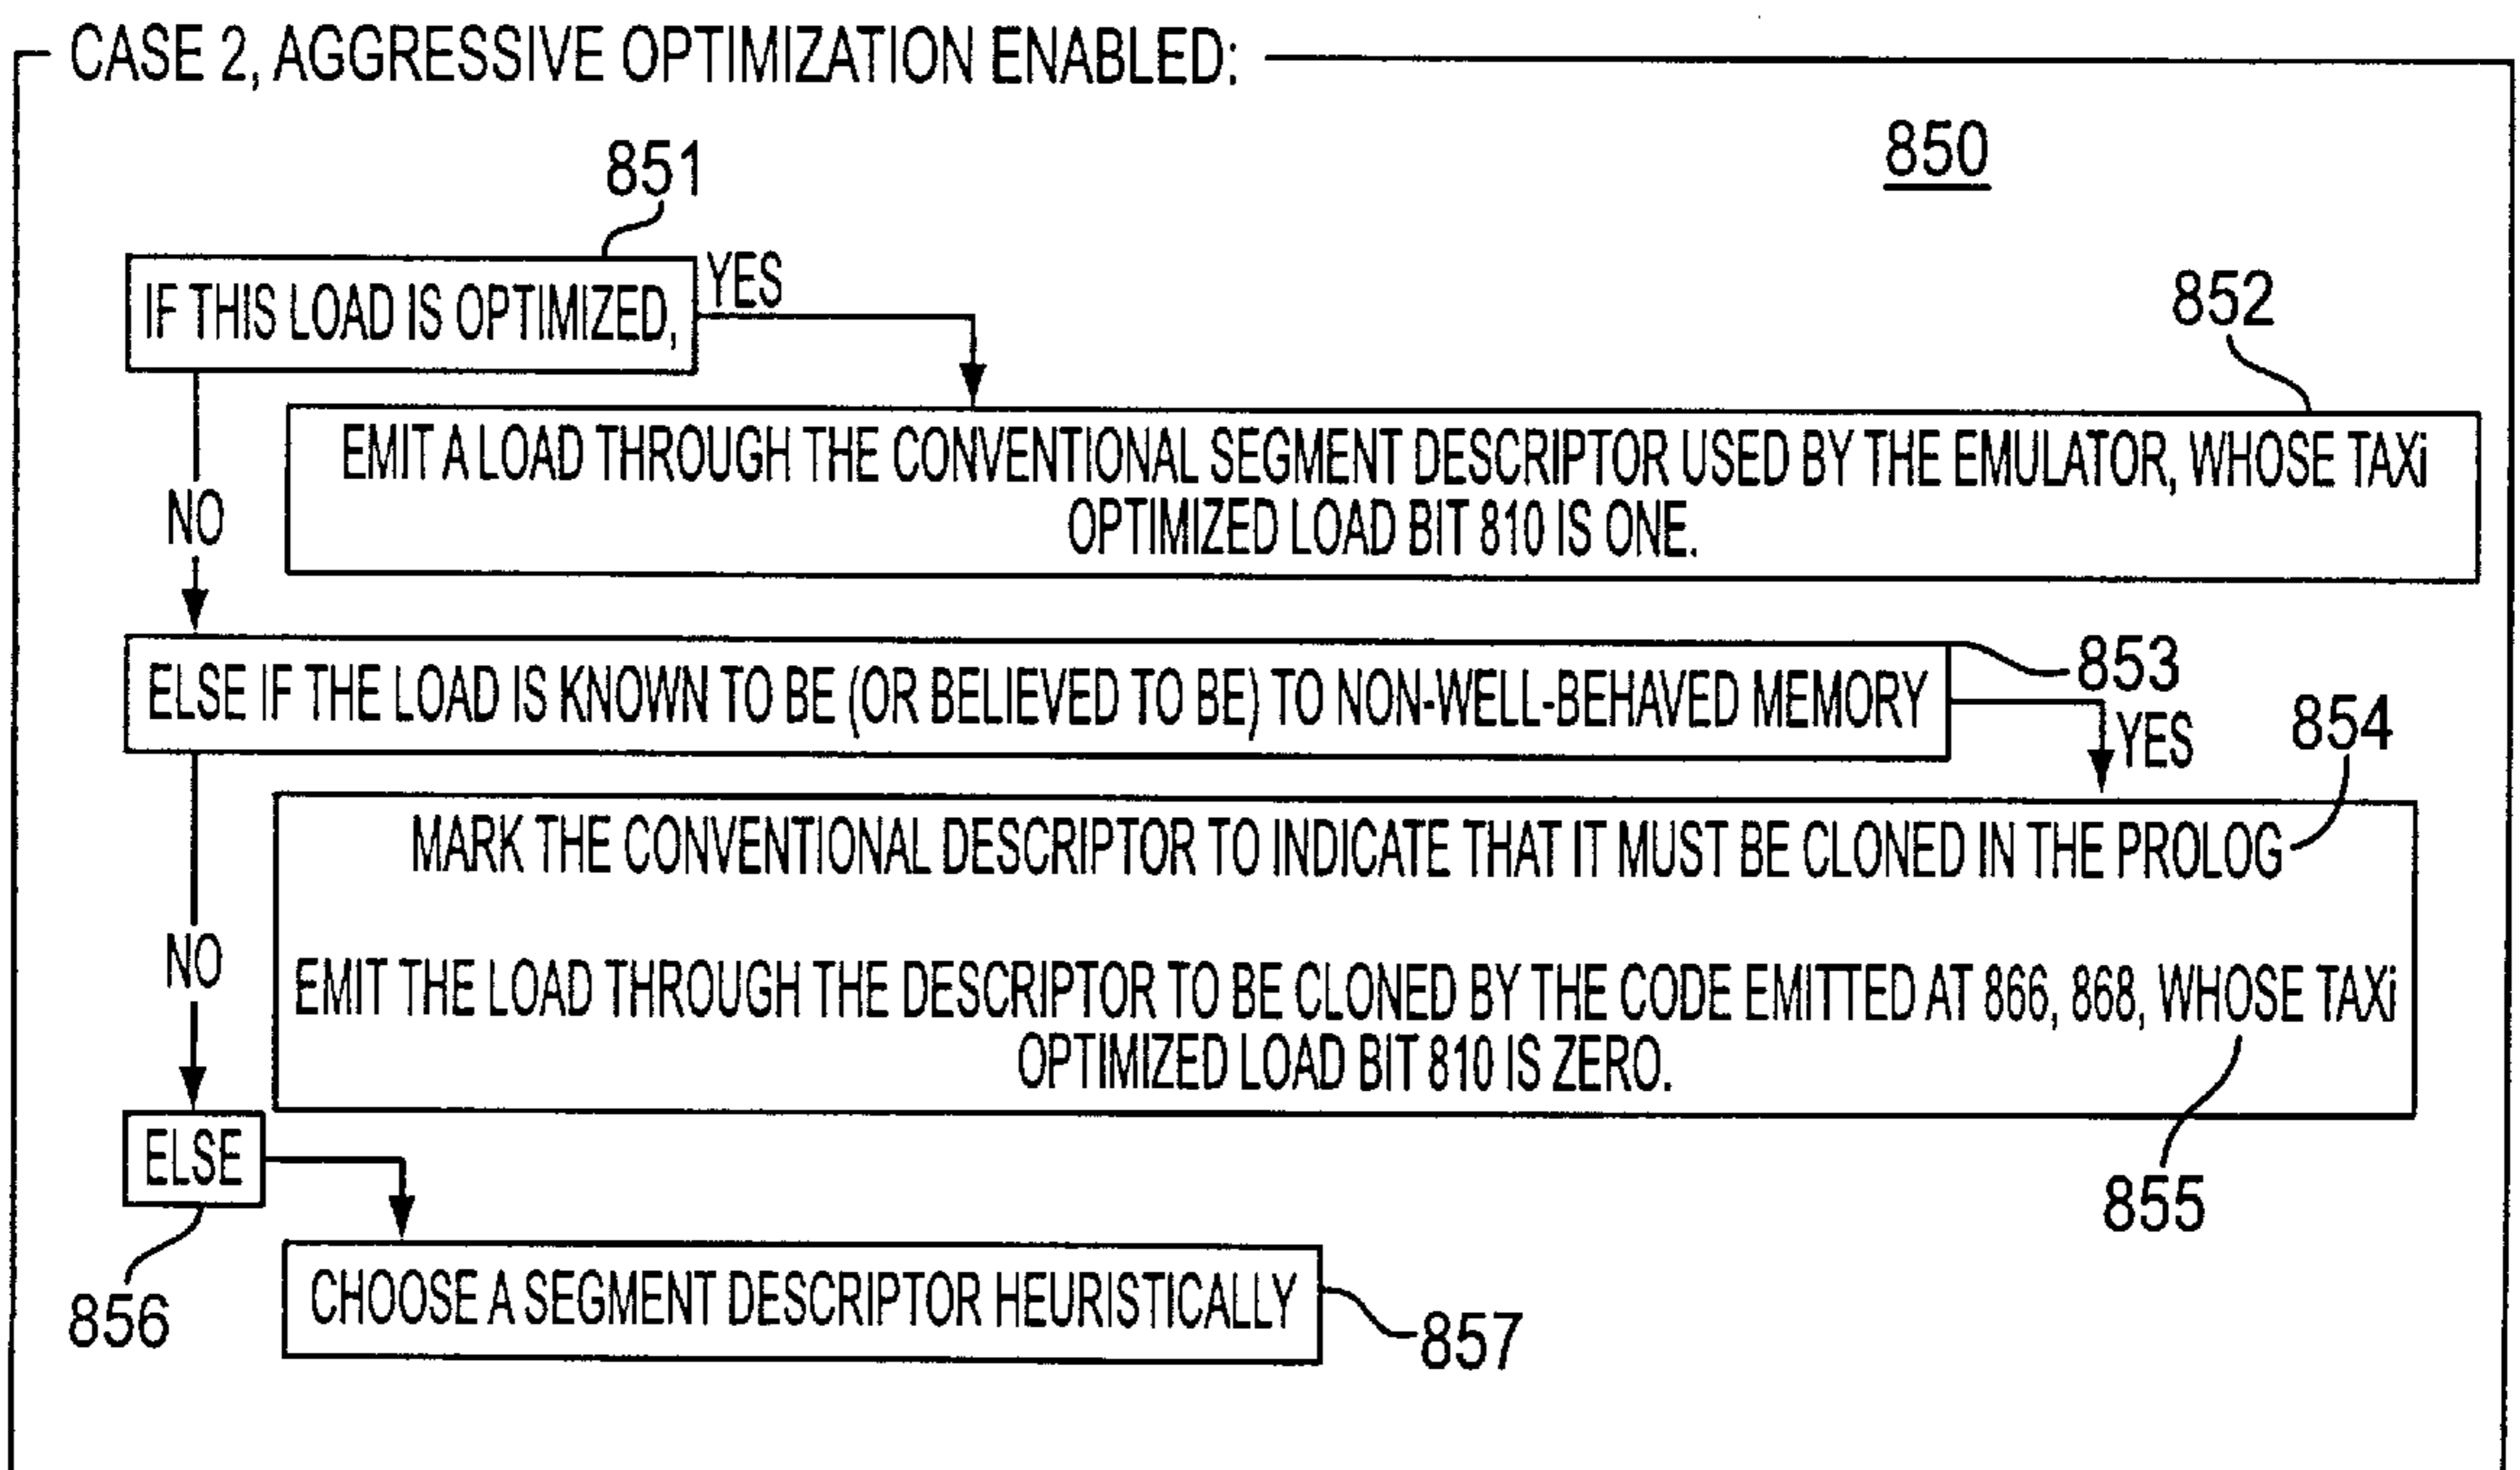 CASE 2, AGGRESSIVE OPTIMIZATION ENABLED:
850
851
IF THIS LOAD IS OPTIMIZED,
YES
852
EMIT A LOAD THROUGH THE CONVENTIONAL SEGMENT DESCRIPTOR USED BY THE EMULATOR, WHOSE TAXi
OPTIMIZED LOAD BIT 810 IS ONE.
NO
ELSE IF THE LOAD IS KNOWN TO BE (OR BELIEVED TO BE) TO NON-WELL-BEHAVED MEMORY
853
YES
854
MARK THE CONVENTIONAL DESCRIPTOR TO INDICATE THAT IT MUST BE CLONED IN THE PROLOG
NO
EMIT THE LOAD THROUGH THE DESCRIPTOR TO BE CLONED BY THE CODE EMITTED AT 866, 868, WHOSE TAXi
OPTIMIZED LOAD BIT 810 IS ZERO.
855
ELSE
856
CHOOSE A SEGMENT DESCRIPTOR HEURISTICALLY
857